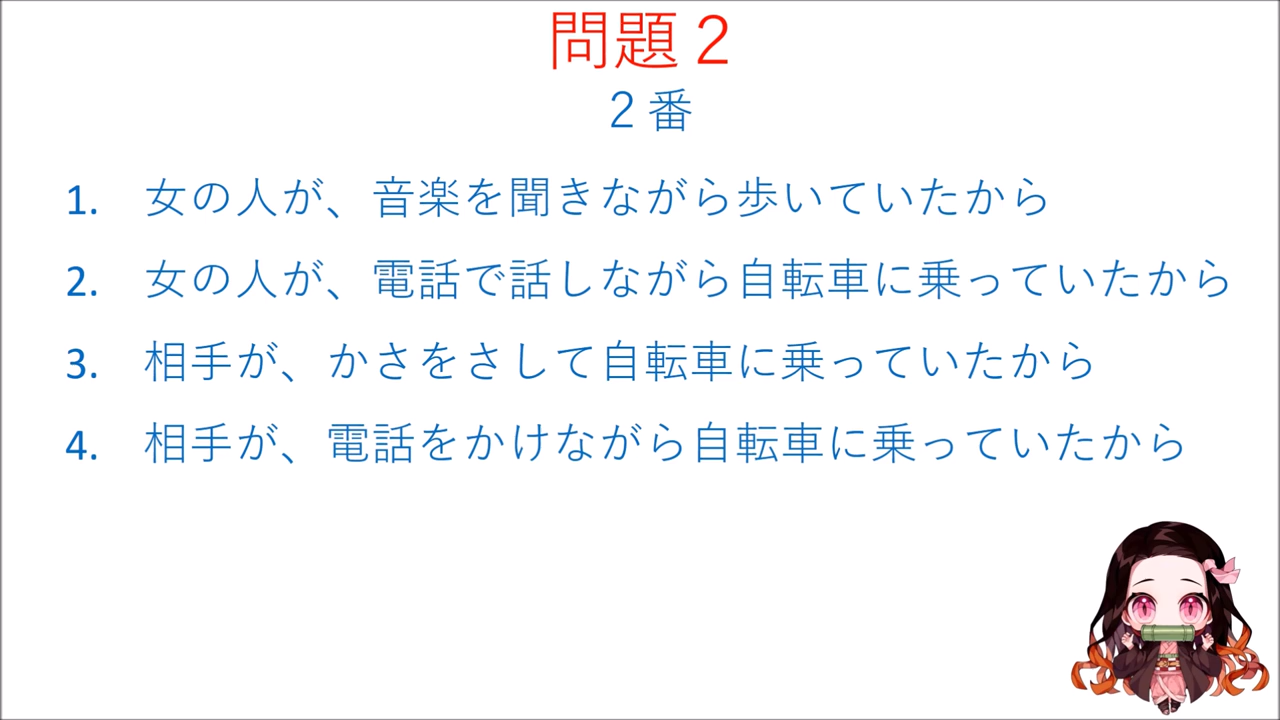 問題２
２番
1. 女の人が、音楽を聞きながら歩いていたから
2. 女の人が、電話で話しながら自転車に乗っていたから
3. 相手が、かさをさして自転車に乗っていたから
4. 相手が、電話をかけながら自転車に乗っていたから